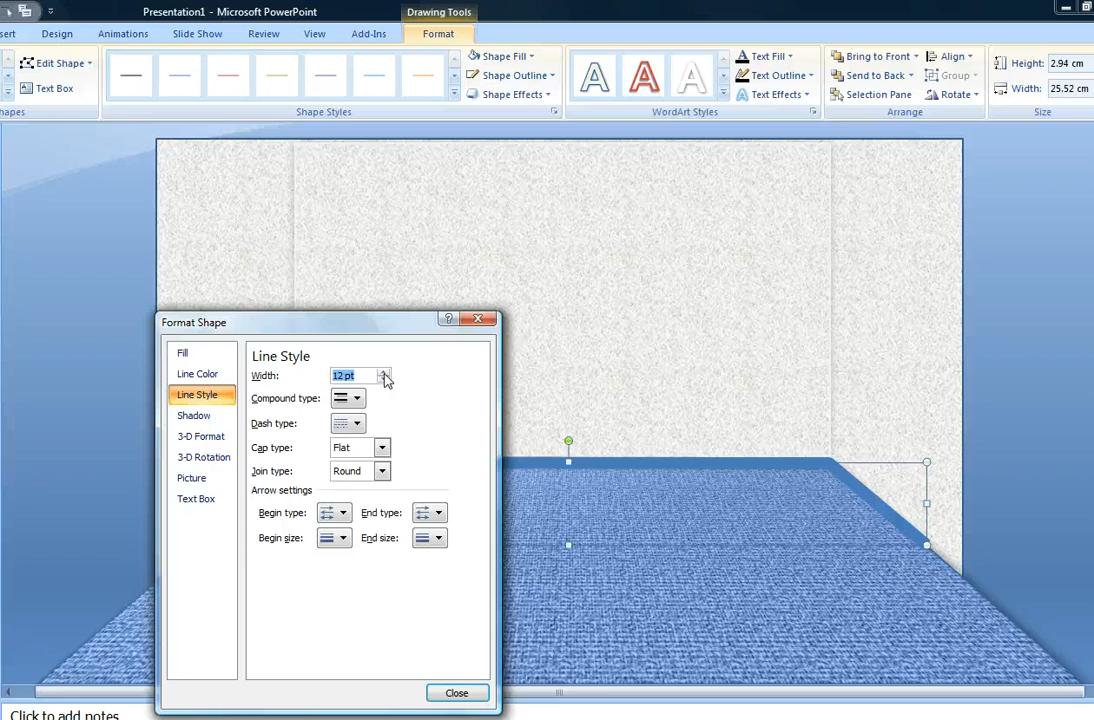 Presentation1 - Microsoft PowerPoint
Drawing Tools
Design Animations Slide Show Review View Add-Ins Format
Edit Shape
Text Box
Shape Fill
Shape Outline
Shape Effects
Shape Styles
A A A
Text Fill
Text Outline
Text Effects
WordArt Styles
Bring to Front
Send to Back
Selection Pane
Align
Group
Rotate
Arrange
Height: 2.94 cm
Width: 25.52 cm
Size
Format Shape
Fill
Line Color
Line Style
Shadow
3-D Format
3-D Rotation
Picture
Text Box
Line Style
Width: 12 pt
Compound type:
Dash type:
Cap type: Flat
Join type: Round
Arrow settings
Begin type: End type:
Begin size: End size:
Close
Click to add notes